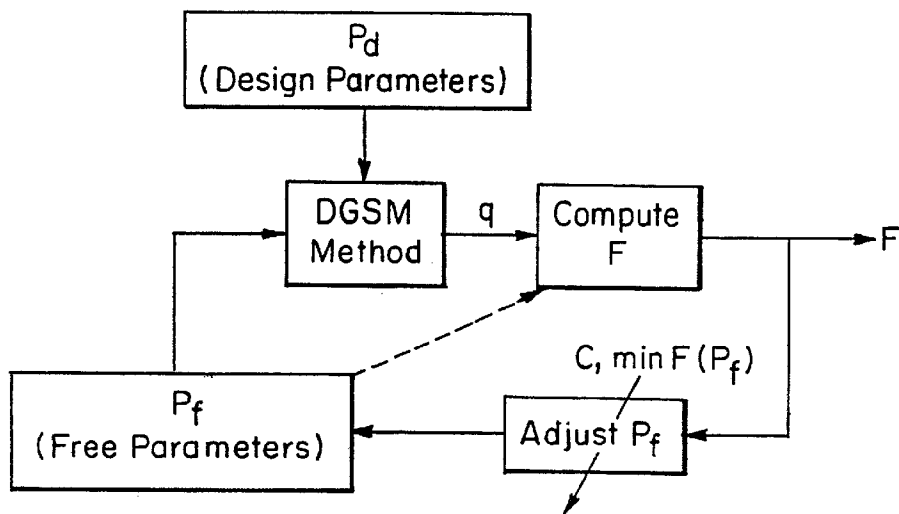 P_d
(Design Parameters)
DGSM
Method
q
Compute
F
F
C, min F(P_f)
P_f
(Free Parameters)
Adjust P_f